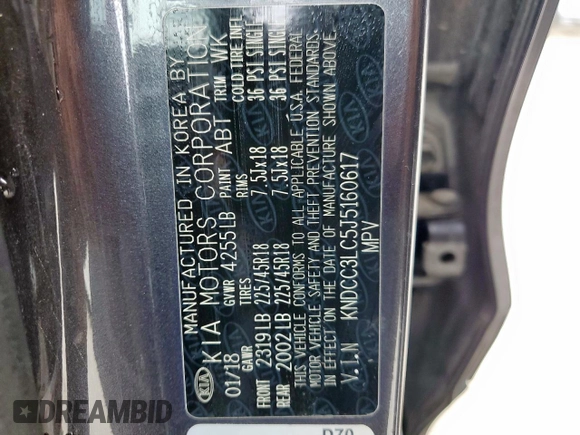 MANUFACTURED IN KOREA BY
KIA KIA MOTORS CORPORATION
01/18 GVWR 4255LB PAINT ABT TRIM WK
GAWR TIRES RIMS COLD TIRE INFL
FRONT 2319LB 225/45R18 7.5Jx18 36 PSI SINGLE
REAR 2002LB 225/45R18 7.5Jx18 36 PSI SINGLE
THIS VEHICLE CONFORMS TO ALL APPLICABLE U.S.A. FEDERAL
MOTOR VEHICLE SAFETY AND THEFT PREVENTION STANDARDS
IN EFFECT ON THE DATE OF MANUFACTURE SHOWN ABOVE.
V.I.N KNDCC3LC5J5160617
MPV
DREAMBID